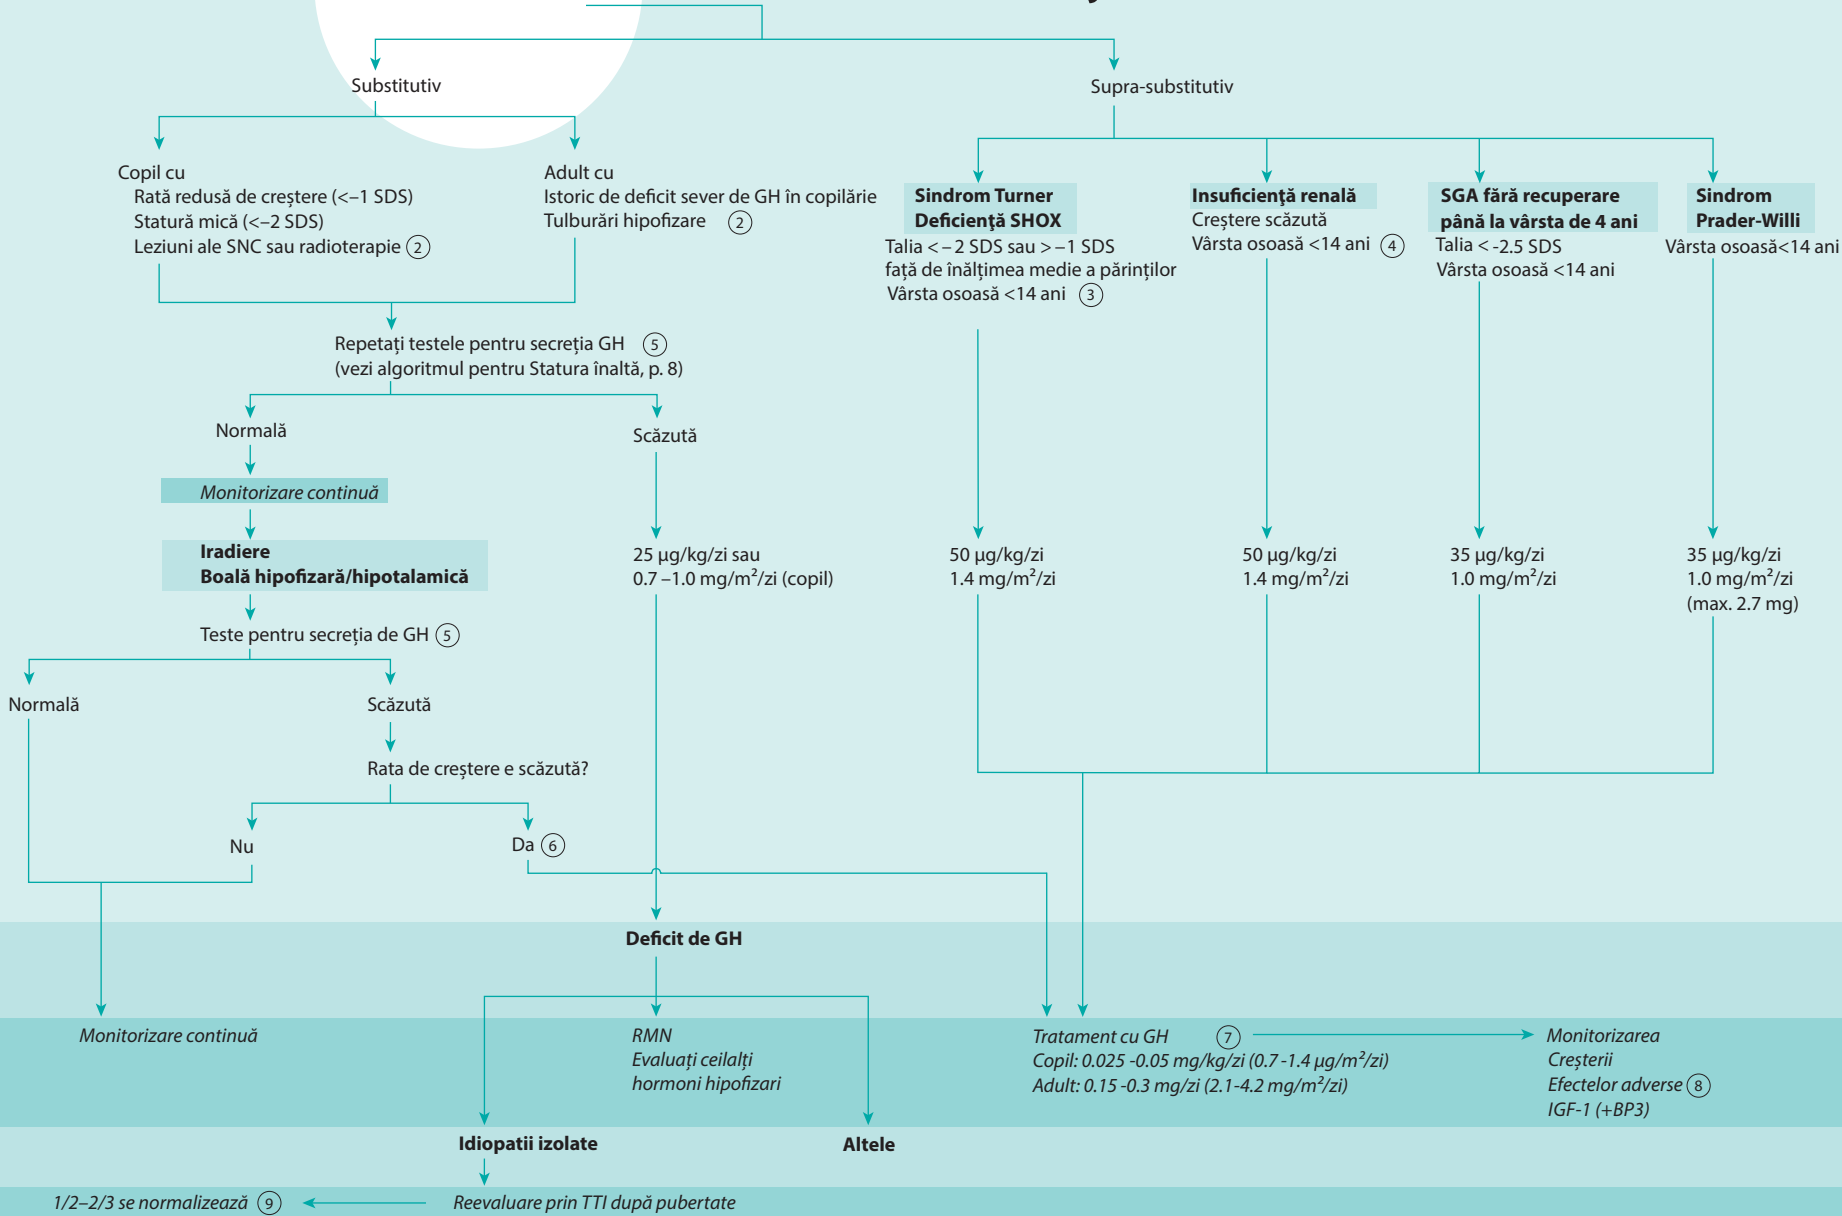 Substitutiv
Supra-substitutiv
Copil cu
Rată redusă de creștere (<–1 SDS)
Statură mică (<–2 SDS)
Leziuni ale SNC sau radioterapie 2
Adult cu
Istoric de deficit sever de GH în copilărie
Tulburări hipofizare 2
Sindrom Turner
Deficienţă SHOX
Talia < – 2 SDS sau > –1 SDS
față de înălțimea medie a părinților
Vârsta osoasă <14 ani 3
Insuficienţă renală
Creștere scăzută
Vârsta osoasă <14 ani 4
SGA fără recuperare
până la vârsta de 4 ani
Talia < -2.5 SDS
Vârsta osoasă <14 ani
Sindrom
Prader-Willi
Vârsta osoasă<14 ani
Repetați testele pentru secreția GH 5
(vezi algoritmul pentru Statura înaltă, p. 8)
Normală
Scăzută
Monitorizare continuă
Iradiere
Boală hipofizară/hipotalamică
25 µg/kg/zi sau
0.7 –1.0 mg/m²/zi (copil)
50 µg/kg/zi
1.4 mg/m²/zi
50 µg/kg/zi
1.4 mg/m²/zi
35 µg/kg/zi
1.0 mg/m²/zi
35 µg/kg/zi
1.0 mg/m²/zi
(max. 2.7 mg)
Teste pentru secreția de GH 5
Normală
Scăzută
Rata de creștere e scăzută?
Nu
Da 6
Deficit de GH
Monitorizare continuă
RMN
Evaluați ceilalți
hormoni hipofizari
Tratament cu GH 7
Copil: 0.025 -0.05 mg/kg/zi (0.7 -1.4 µg/m²/zi)
Adult: 0.15 -0.3 mg/zi (2.1-4.2 mg/m²/zi)
Monitorizarea
Creșterii
Efectelor adverse 8
IGF-1 (+BP3)
Idiopatii izolate
Altele
1/2–2/3 se normalizează 9
Reevaluare prin TTI după pubertate